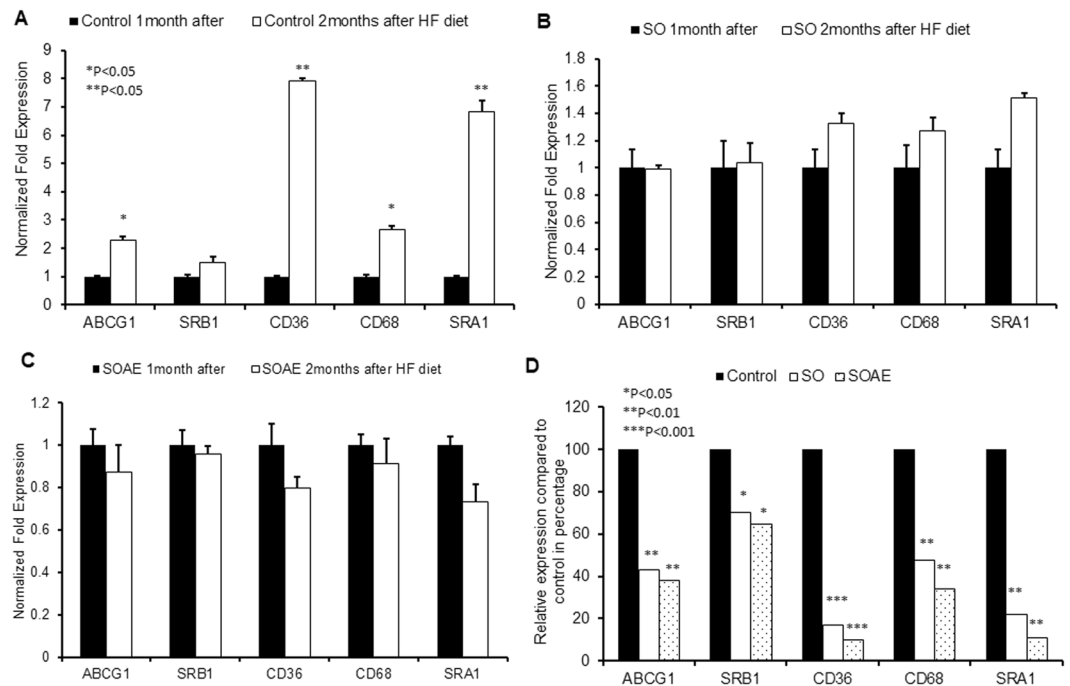 A
Control 1month after
Control 2months after HF diet
Normalized Fold Expression
9
8
7
6
5
4
3
2
1
0
*P<0.05
**P<0.05
*
**
*
**
ABCG1
SRB1
CD36
CD68
SRA1
B
SO 1month after
SO 2months after HF diet
Normalized Fold Expression
1.8
1.6
1.4
1.2
1
0.8
0.6
0.4
0.2
0
ABCG1
SRB1
CD36
CD68
SRA1
C
SOAE 1month after
SOAE 2months after HF diet
Normalized Fold Expression
1.2
1
0.8
0.6
0.4
0.2
0
ABCG1
SRB1
CD36
CD68
SRA1
D
Control
SO
SOAE
Relative expression compared to
control in percentage
120
100
80
60
40
20
0
*P<0.05
**P<0.01
***P<0.001
**
**
*
*
***
***
**
**
**
**
ABCG1
SRB1
CD36
CD68
SRA1